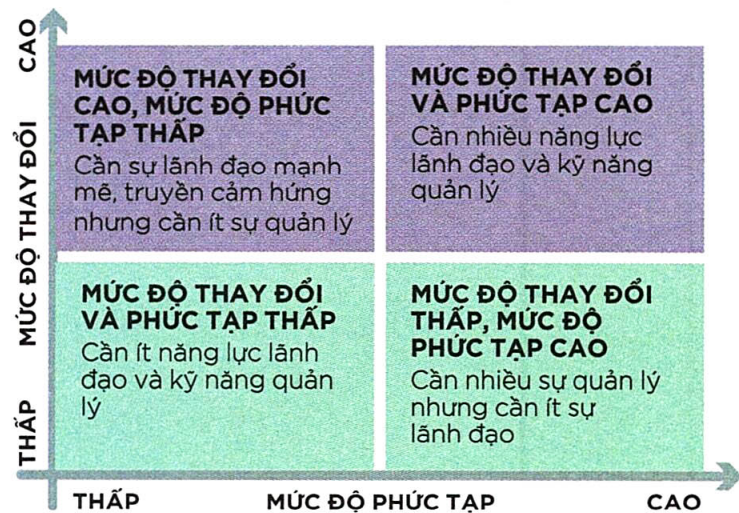 CAO
MỨC ĐỘ THAY ĐỔI
THẤP
MỨC ĐỘ THAY ĐỔI
CAO, MỨC ĐỘ PHỨC
TẠP THẤP
Cần sự lãnh đạo mạnh
mẽ, truyền cảm hứng
nhưng cần ít sự quản lý
MỨC ĐỘ THAY ĐỔI
VÀ PHỨC TẠP CAO
Cần nhiều năng lực
lãnh đạo và kỹ năng
quản lý
MỨC ĐỘ THAY ĐỔI
VÀ PHỨC TẠP THẤP
Cần ít năng lực lãnh
đạo và kỹ năng quản
lý
MỨC ĐỘ THAY ĐỔI
THẤP, MỨC ĐỘ
PHỨC TẠP CAO
Cần nhiều sự quản lý
nhưng cần ít sự
lãnh đạo
THẤP
MỨC ĐỘ PHỨC TẠP
CAO